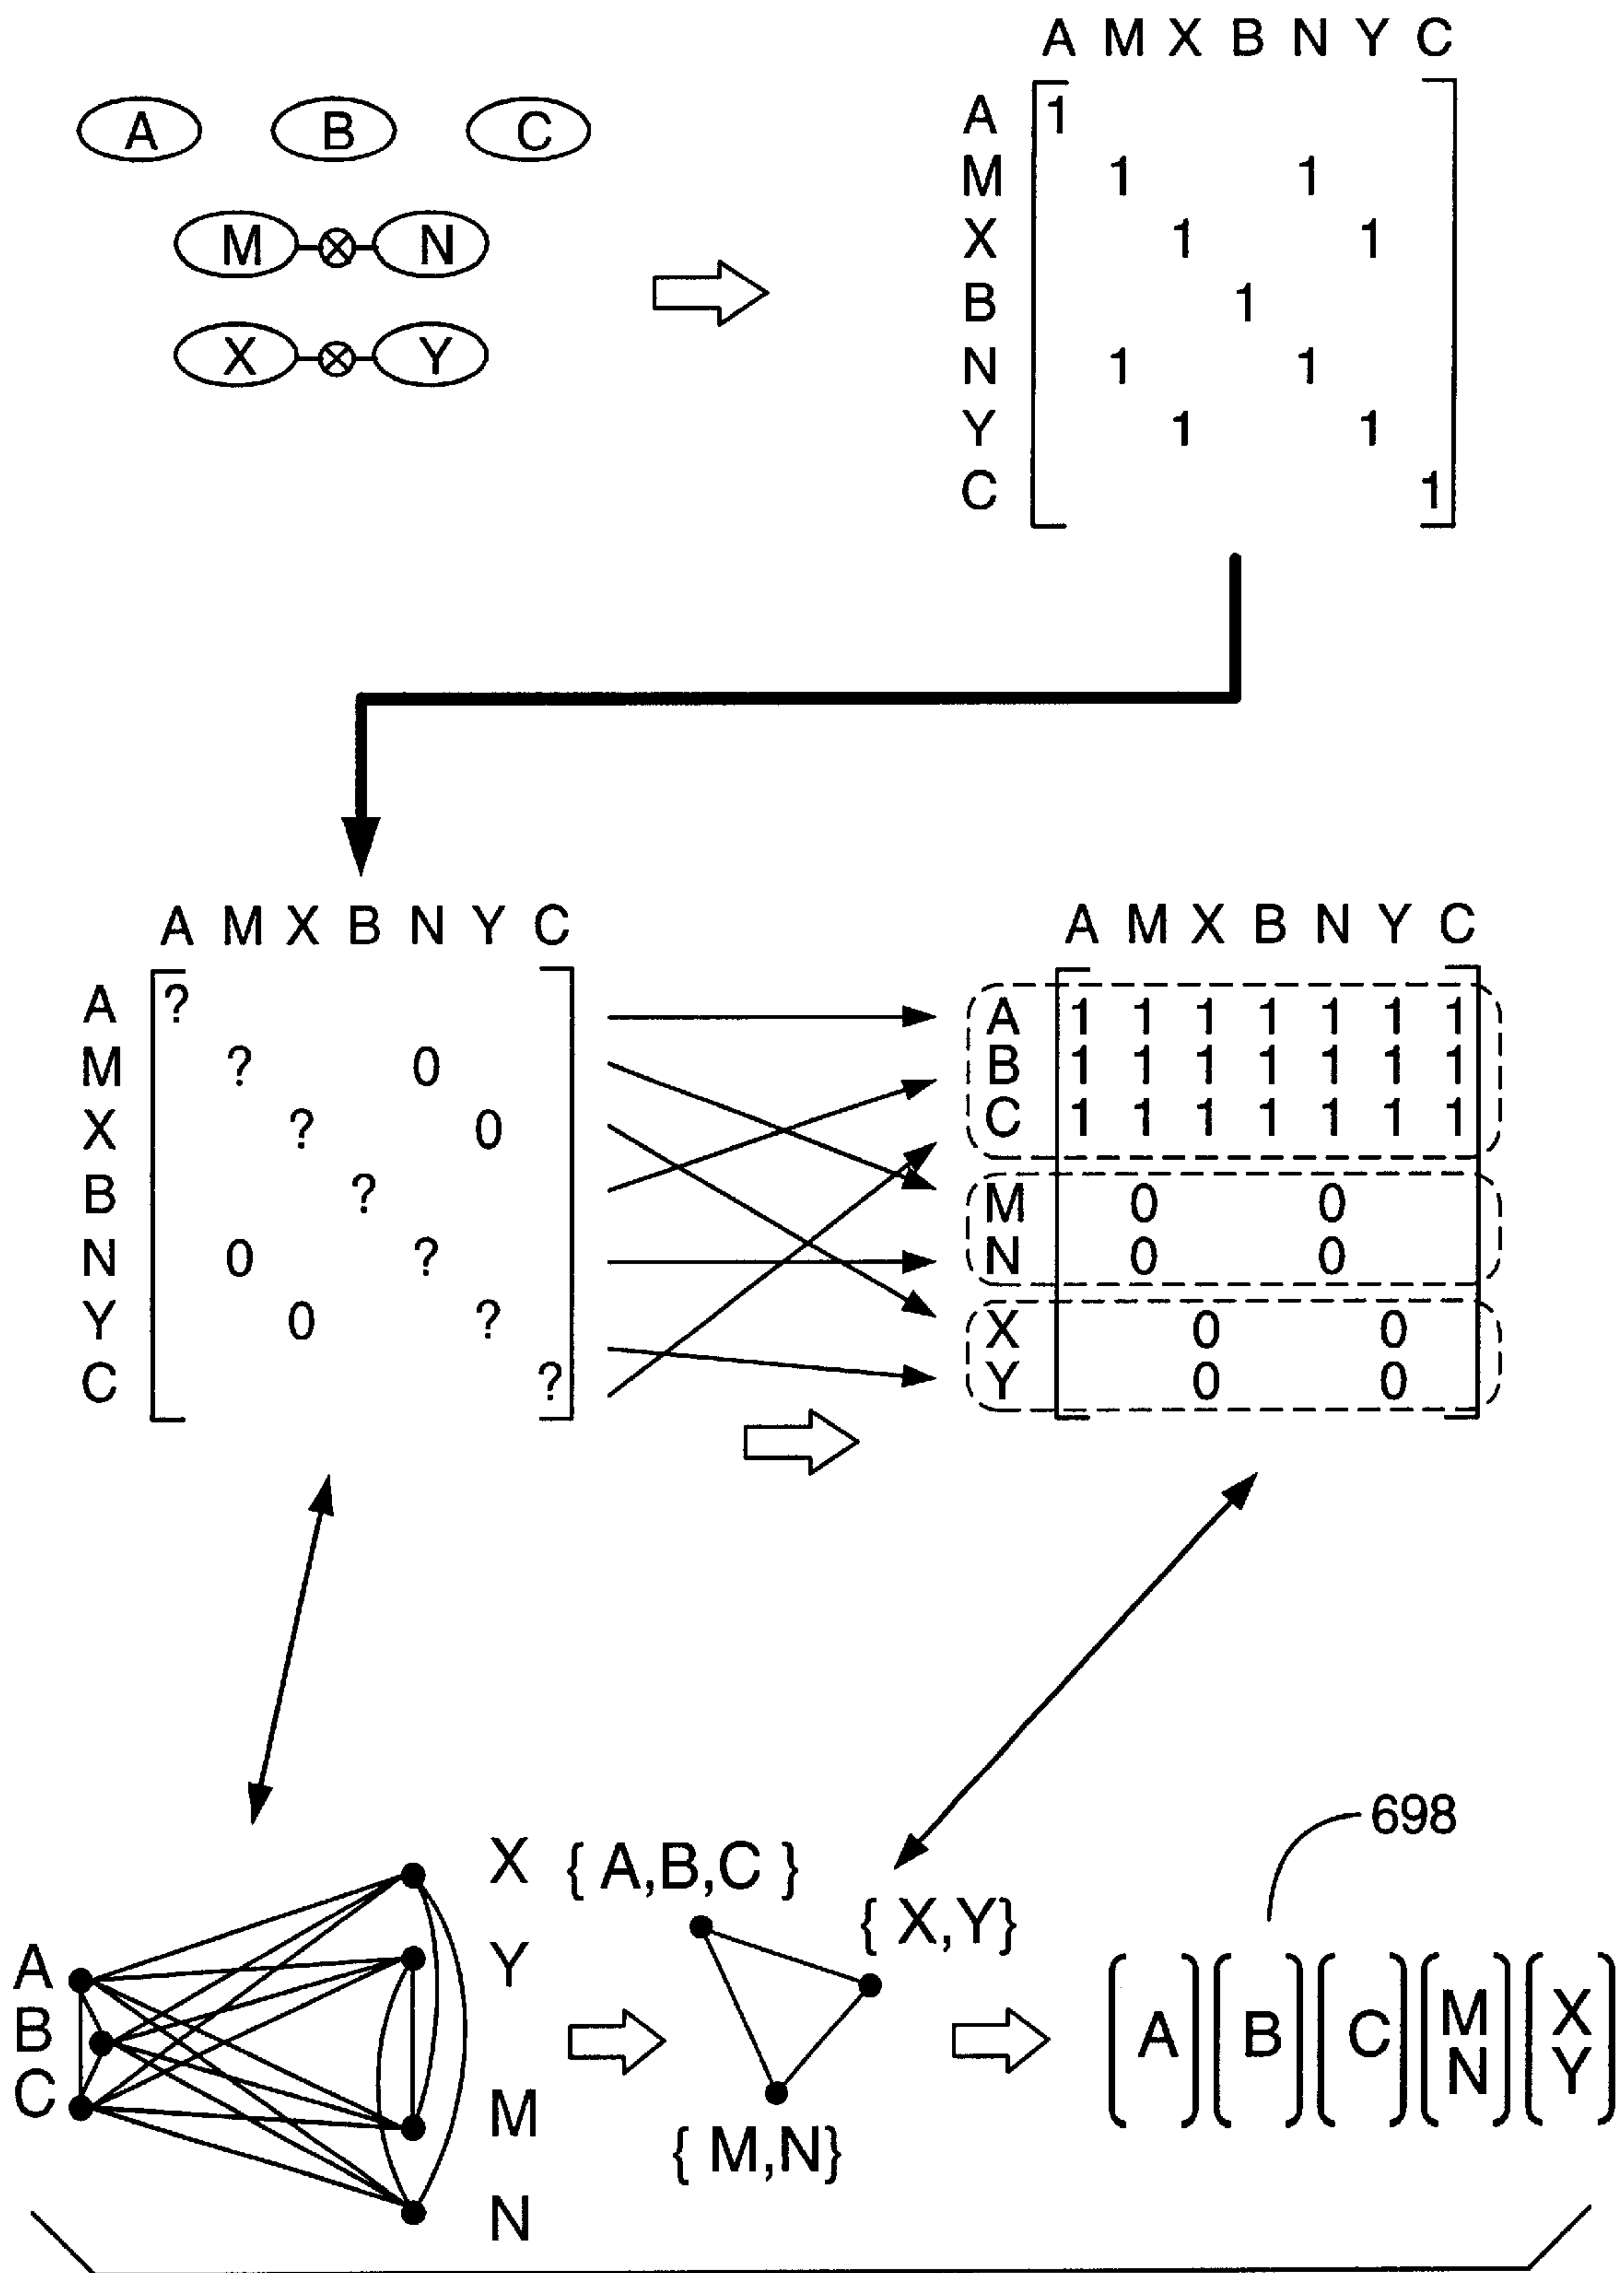 A B C
M N
X Y
A M X B N Y C
A 1
M 1 1
X 1 1
B 1
N 1 1
Y 1 1
C 1
A M X B N Y C
A ?
M ? 0
X ? 0
B ?
N 0 ?
Y 0 ?
C ?
A M X B N Y C
A 1 1 1 1 1 1 1
B 1 1 1 1 1 1 1
C 1 1 1 1 1 1 1
M 0 0
N 0 0
X 0 0
Y 0 0
A
B
C
X
Y
M
N
{ A,B,C }
{ X,Y}
{ M,N}
698
A B C M X
N Y